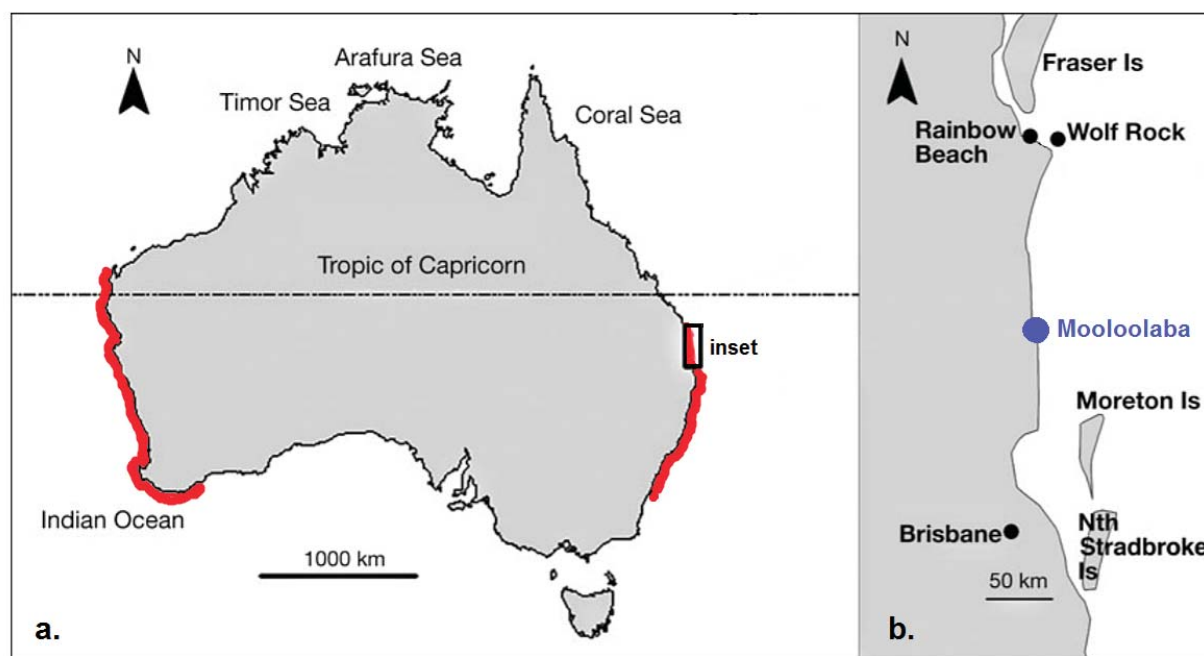 N
Arafura Sea
Timor Sea
Coral Sea
Tropic of Capricorn
inset
Indian Ocean
1000 km
a.
N
Fraser Is
Rainbow
Beach
Wolf Rock
Mooloolaba
Moreton Is
Brisbane
Nth
Stradbroke
Is
50 km
b.